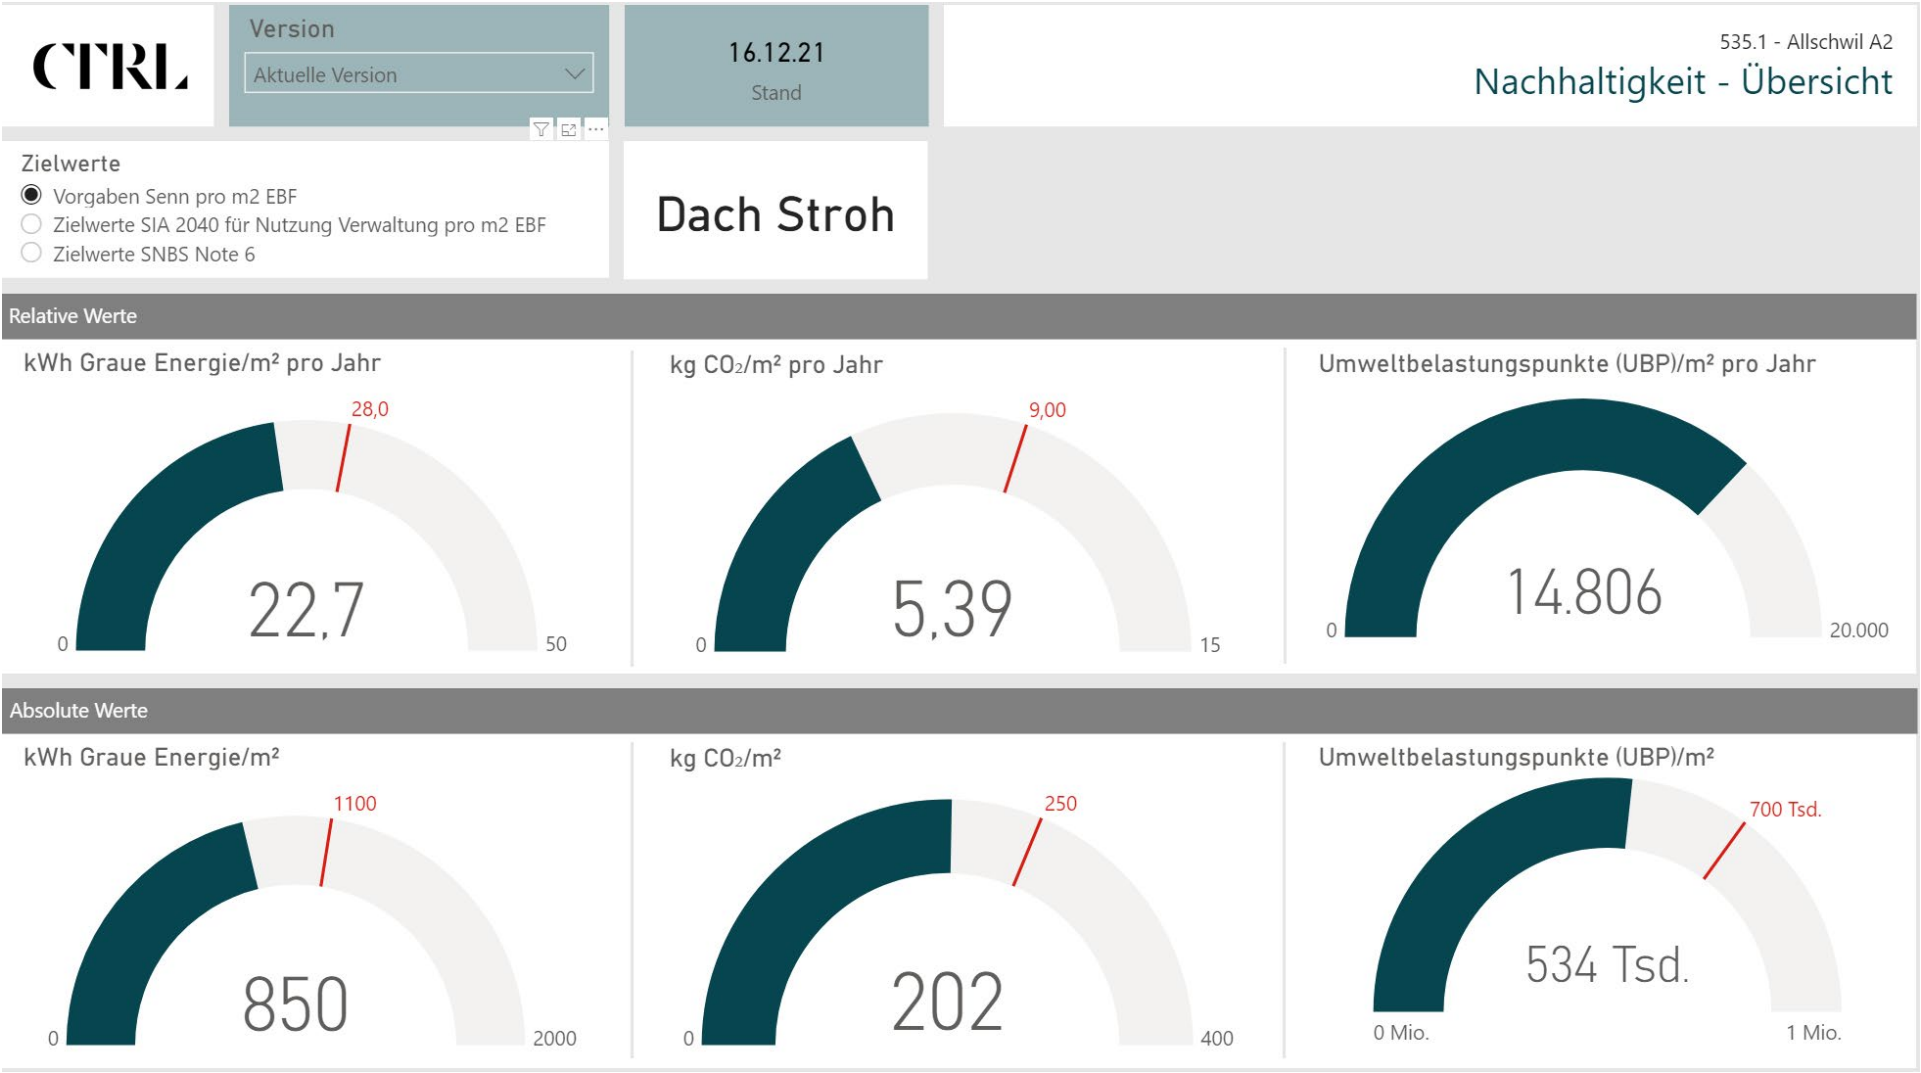 CTRL
Version
Aktuelle Version
16.12.21
Stand
535.1 - Allschwil A2
Nachhaltigkeit - Übersicht
Zielwerte
Vorgaben Senn pro m2 EBF
Zielwerte SIA 2040 für Nutzung Verwaltung pro m2 EBF
Zielwerte SNBS Note 6
Dach Stroh
Relative Werte
kWh Graue Energie/m² pro Jahr
28,0
22,7
0
50
kg CO₂/m² pro Jahr
9,00
5,39
0
15
Umweltbelastungspunkte (UBP)/m² pro Jahr
14.806
0
20.000
Absolute Werte
kWh Graue Energie/m²
1100
850
0
2000
kg CO₂/m²
250
202
0
400
Umweltbelastungspunkte (UBP)/m²
700 Tsd.
534 Tsd.
0 Mio.
1 Mio.